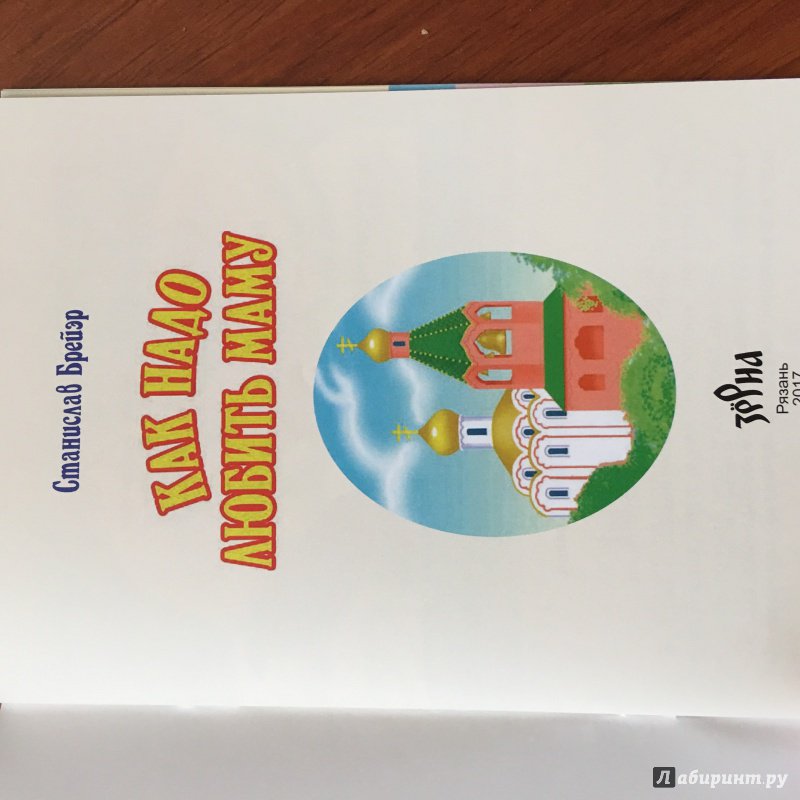 Станислав Брейэр
КАК НАДО
ЛЮБИТЬ МАМУ
Зёрна
Рязань
2017
Лабиринт.ру